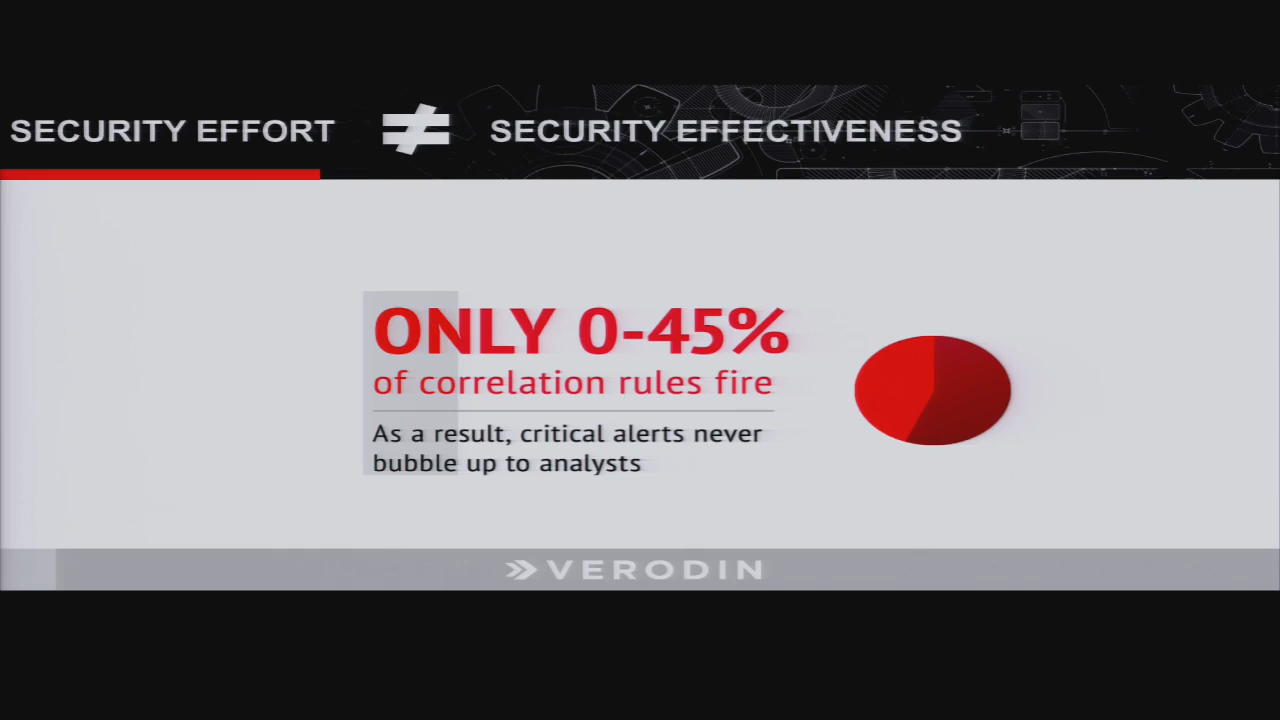 SECURITY EFFORT ≠ SECURITY EFFECTIVENESS
ONLY 0-45%
of correlation rules fire
As a result, critical alerts never
bubble up to analysts
VERODIN